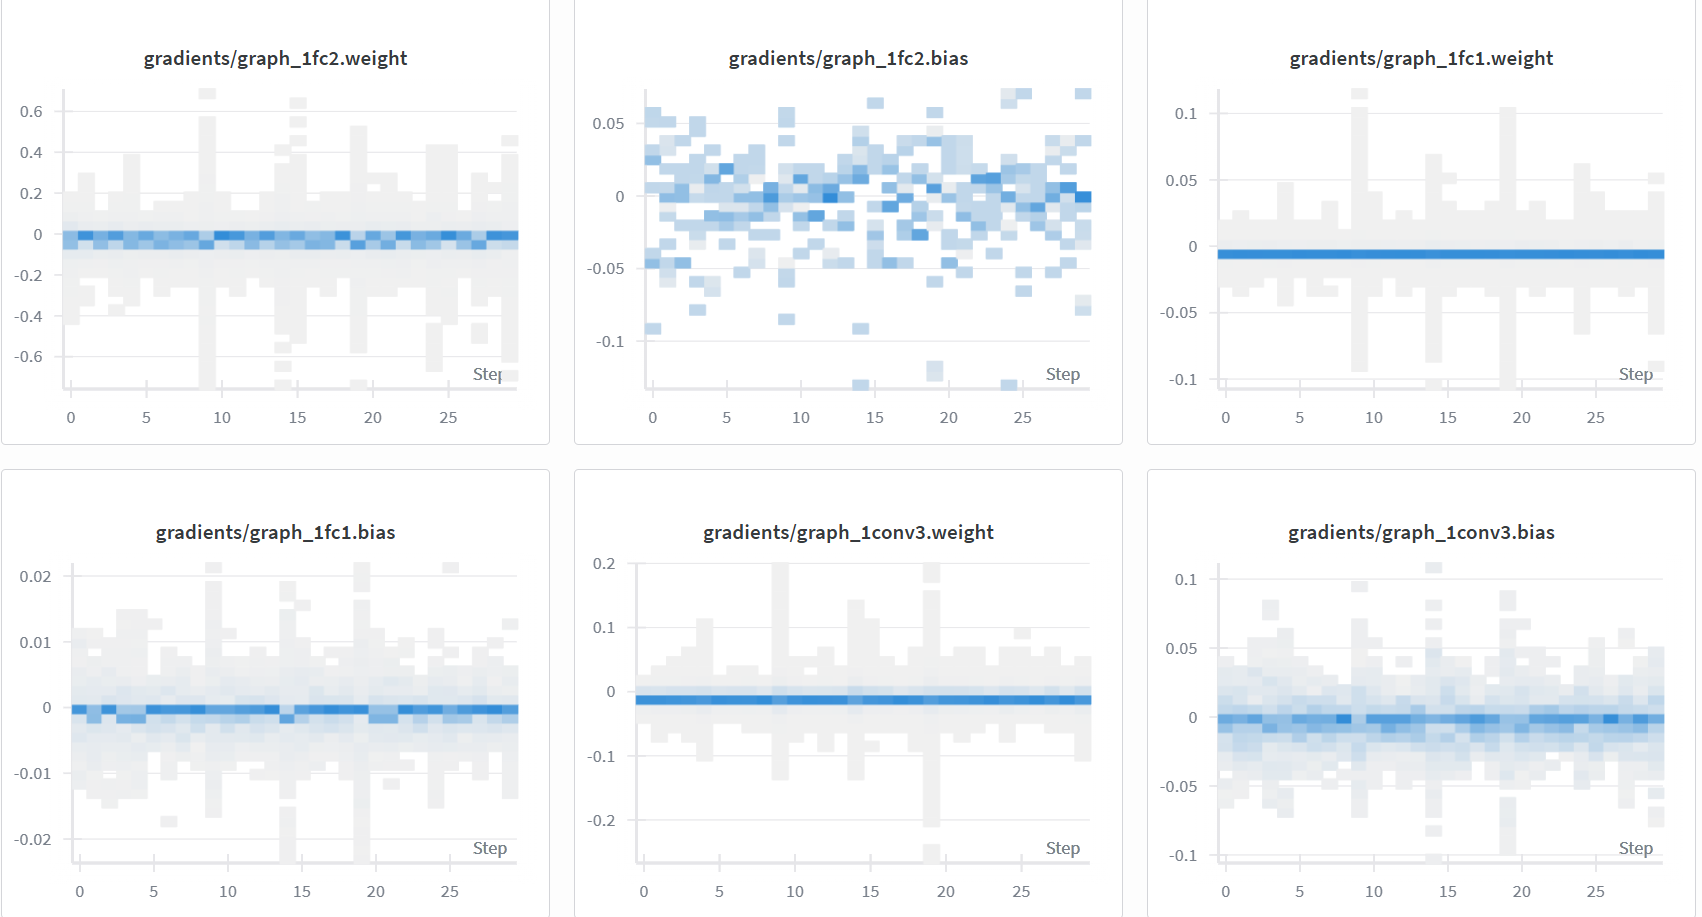 gradients/graph_1fc2.weight
0.6
0.4
0.2
0
-0.2
-0.4
-0.6
Step
0 5 10 15 20 25
gradients/graph_1fc2.bias
0.05
0
-0.05
-0.1
Step
0 5 10 15 20 25
gradients/graph_1fc1.weight
0.1
0.05
0
-0.05
-0.1
Step
0 5 10 15 20 25
gradients/graph_1fc1.bias
0.02
0.01
0
-0.01
-0.02
Step
0 5 10 15 20 25
gradients/graph_1conv3.weight
0.2
0.1
0
-0.1
-0.2
Step
0 5 10 15 20 25
gradients/graph_1conv3.bias
0.1
0.05
0
-0.05
-0.1
Step
0 5 10 15 20 25